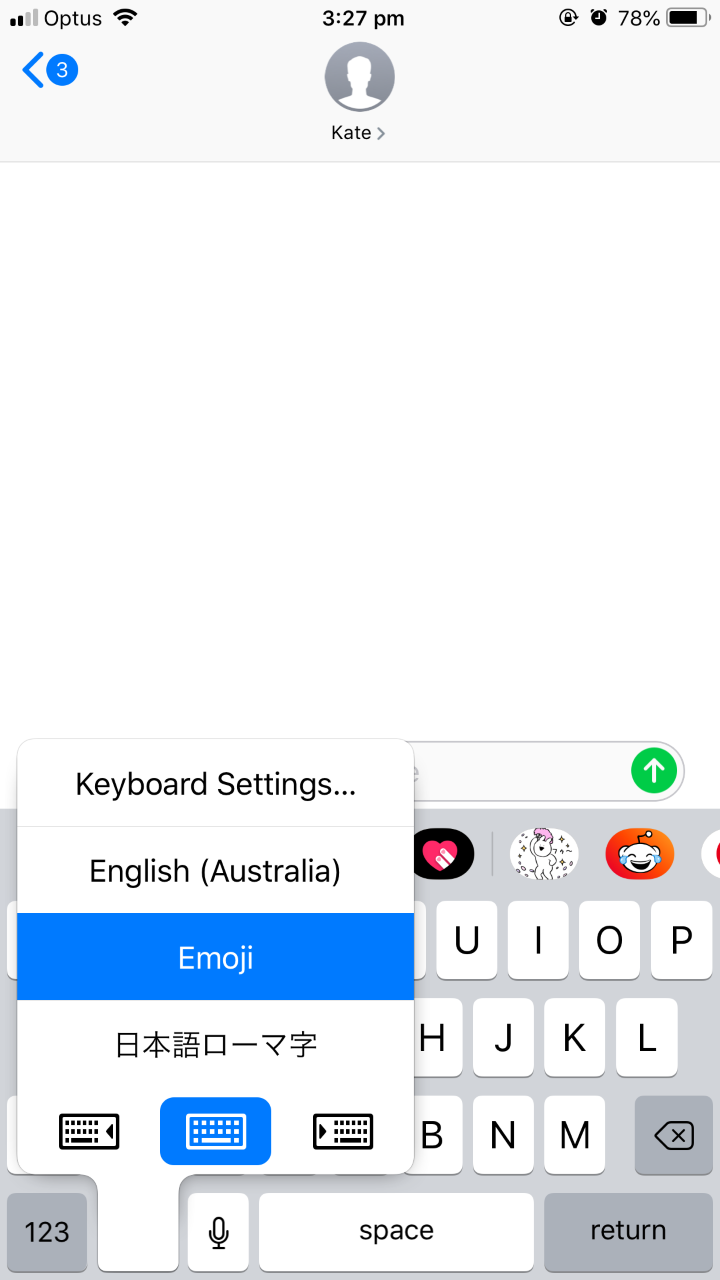 Optus 3:27 pm 78%
3
Kate
Keyboard Settings...
English (Australia)
Emoji
日本語ローマ字
U I O P
H J K L
B N M
123 space return